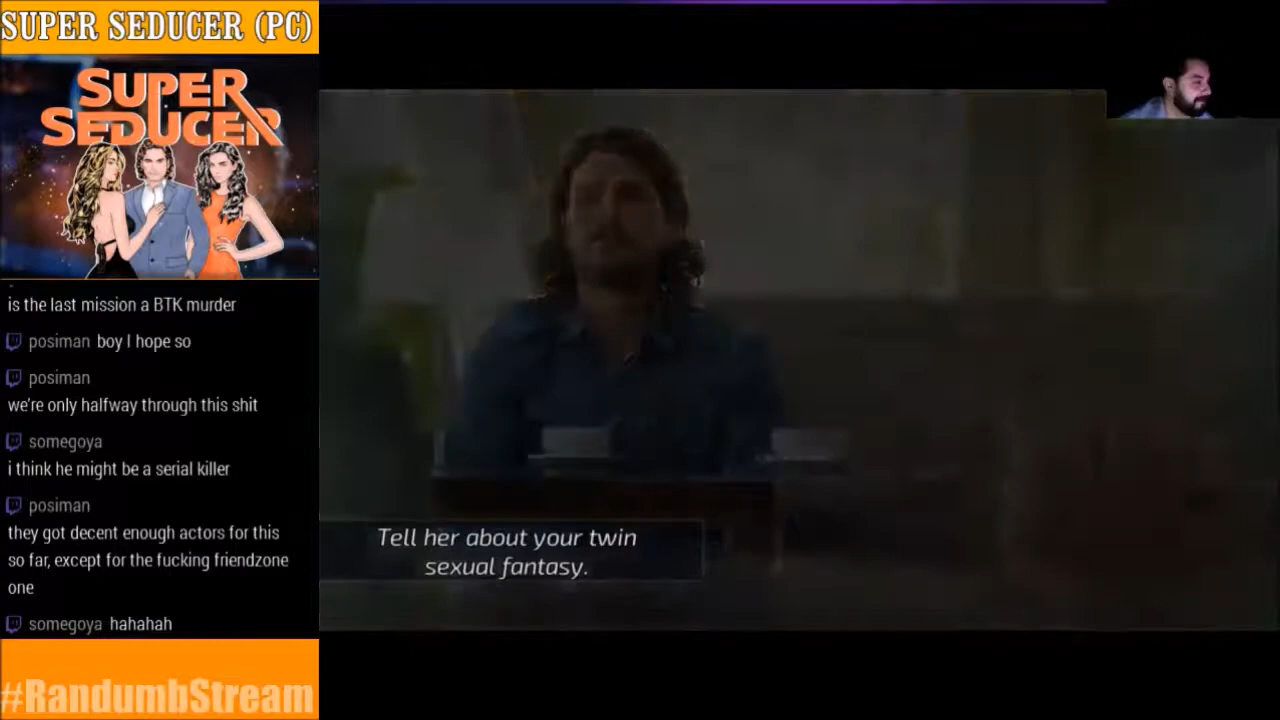 SUPER SEDUCER (PC)
SUPER
SEDUCER
is the last mission a BTK murder
posiman boy I hope so
posiman
we're only halfway through this shit
somegoya
i think he might be a serial killer
posiman
they got decent enough actors for this
so far, except for the fucking friendzone
one
somegoya hahahah
Tell her about your twin
sexual fantasy.
#RandumbStream